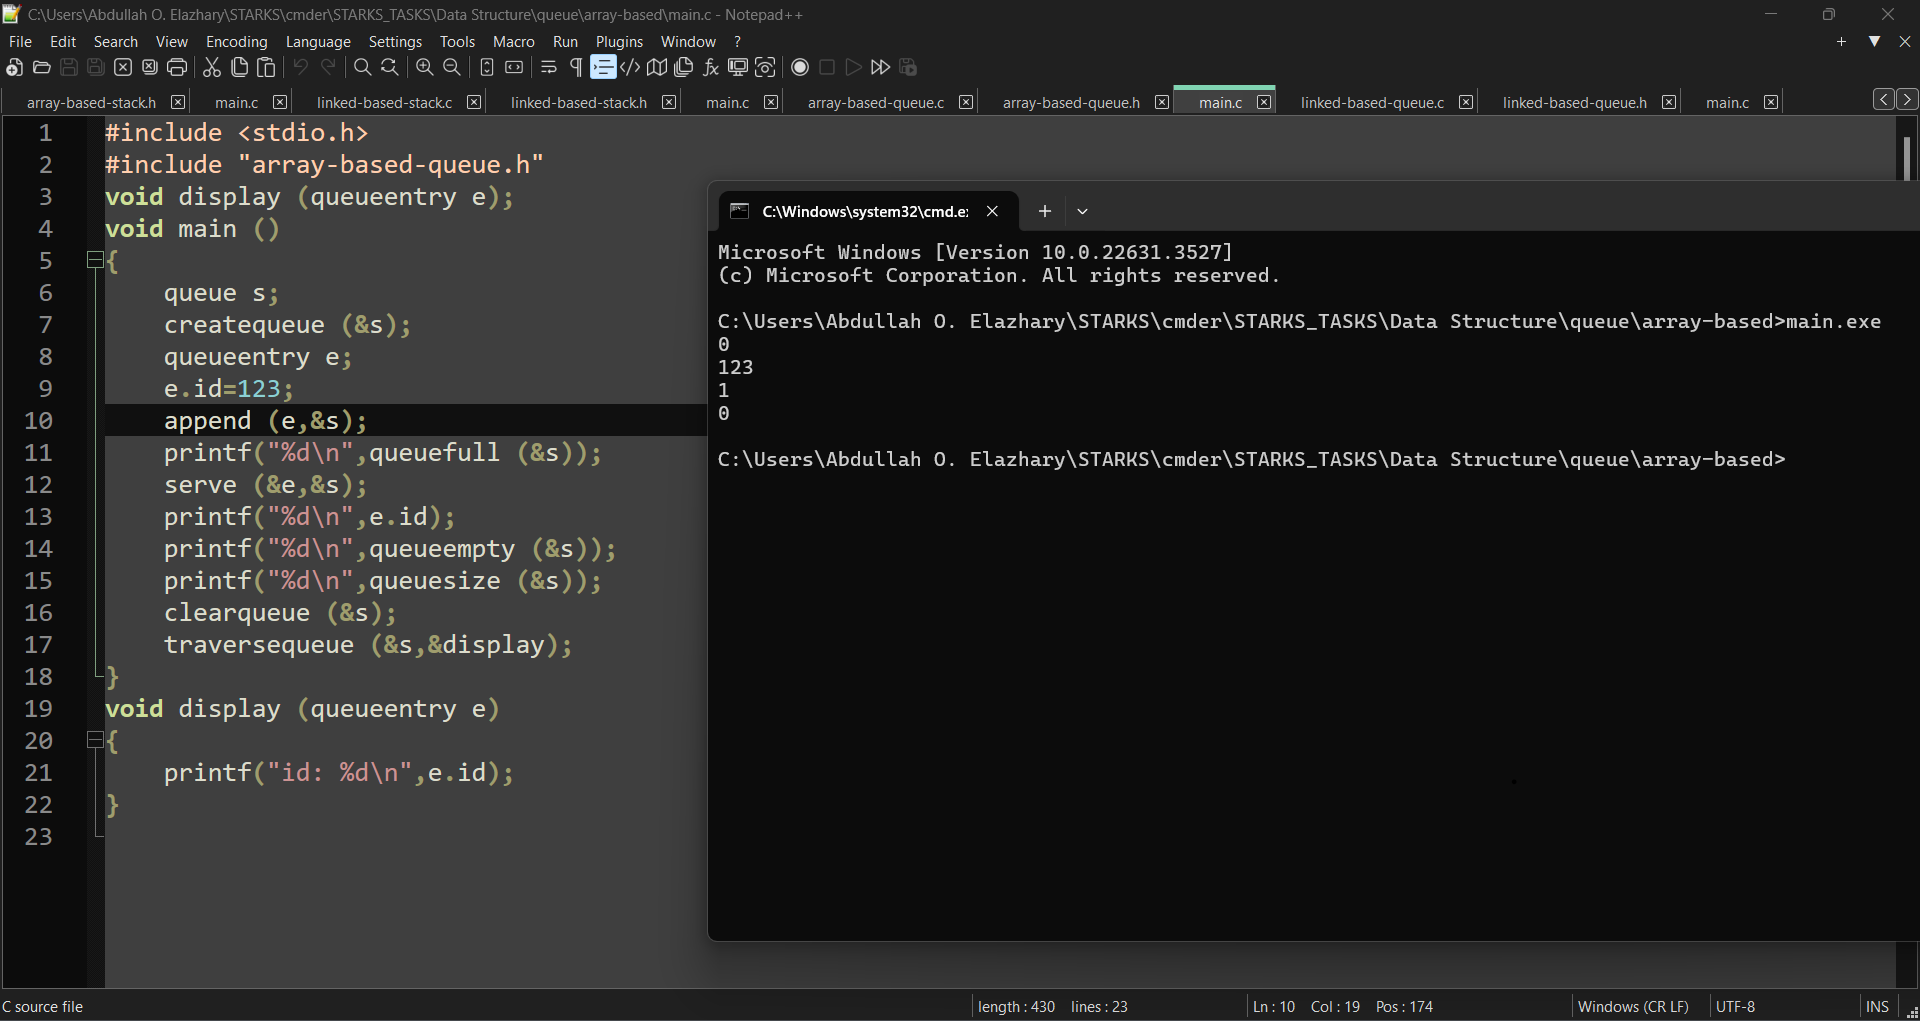 C:\Users\Abdullah O. Elazhary\STARKS\cmder\STARKS_TASKS\Data Structure\queue\array-based\main.c - Notepad++
File Edit Search View Encoding Language Settings Tools Macro Run Plugins Window ?
array-based-stack.h main.c linked-based-stack.c linked-based-stack.h main.c array-based-queue.c array-based-queue.h main.c linked-based-queue.c linked-based-queue.h main.c
1 #include <stdio.h>
2 #include "array-based-queue.h"
3 void display (queueentry e);
4 void main ()
5 {
6 queue s;
7 createqueue (&s);
8 queueentry e;
9 e.id=123;
10 append (e,&s);
11 printf("%d\n",queuefull (&s));
12 serve (&e,&s);
13 printf("%d\n",e.id);
14 printf("%d\n",queueempty (&s));
15 printf("%d\n",queuesize (&s));
16 clearqueue (&s);
17 traversequeue (&s,&display);
18 }
19 void display (queueentry e)
20 {
21 printf("id: %d\n",e.id);
22 }
23
C:\Windows\system32\cmd.e
Microsoft Windows [Version 10.0.22631.3527]
(c) Microsoft Corporation. All rights reserved.
C:\Users\Abdullah O. Elazhary\STARKS\cmder\STARKS_TASKS\Data Structure\queue\array-based>main.exe
0
123
1
0
C:\Users\Abdullah O. Elazhary\STARKS\cmder\STARKS_TASKS\Data Structure\queue\array-based>
C source file length : 430 lines : 23 Ln : 10 Col : 19 Pos : 174 Windows (CR LF) UTF-8 INS